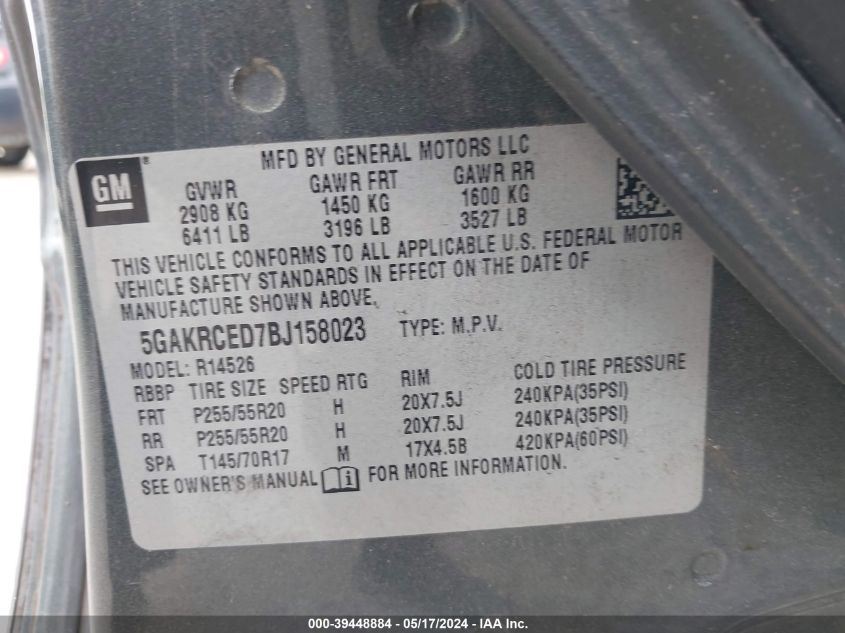 GM
MFD BY GENERAL MOTORS LLC
GVWR GAWR FRT GAWR RR
2908 KG 1450 KG 1600 KG
6411 LB 3196 LB 3527 LB
THIS VEHICLE CONFORMS TO ALL APPLICABLE U.S. FEDERAL MOTOR
VEHICLE SAFETY STANDARDS IN EFFECT ON THE DATE OF
MANUFACTURE SHOWN ABOVE.
5GAKRCED7BJ158023 TYPE: M.P.V.
MODEL: R14526
RBBP TIRE SIZE SPEED RTG RIM COLD TIRE PRESSURE
FRT P255/55R20 H 20X7.5J 240KPA(35PSI)
RR P255/55R20 H 20X7.5J 240KPA(35PSI)
SPA T145/70R17 M 17X4.5B 420KPA(60PSI)
SEE OWNER'S MANUAL FOR MORE INFORMATION.
000-39448884 - 05/17/2024 - IAA Inc.